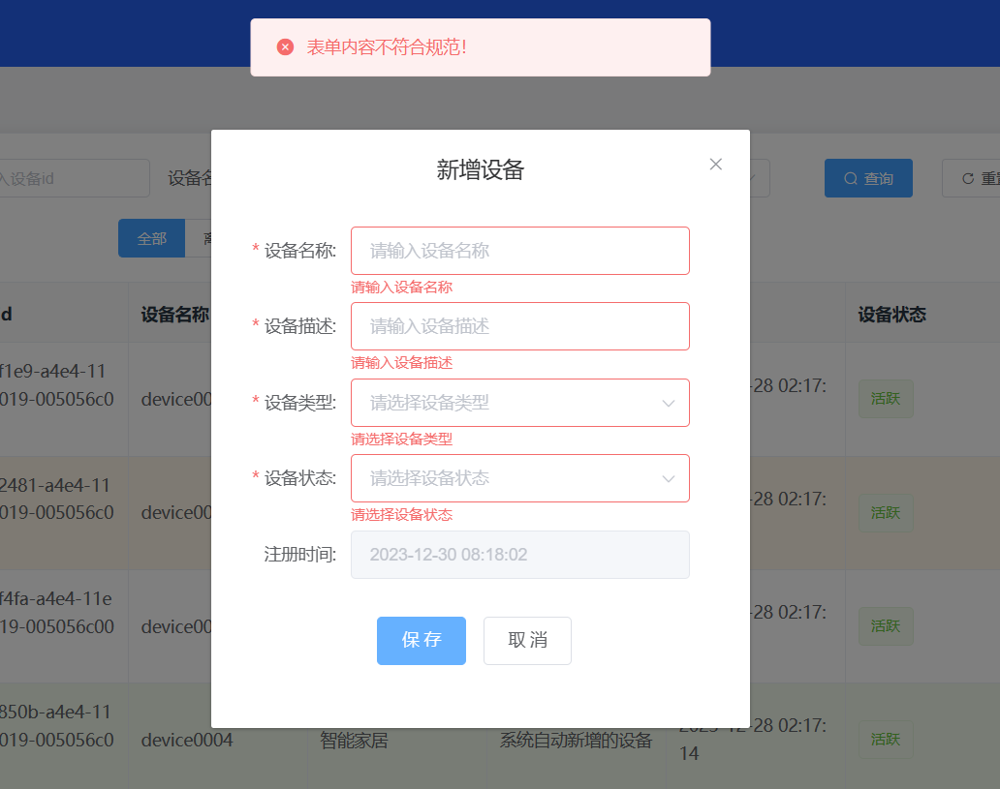 表单内容不符合规范!
新增设备
入设备id
设备名
查询
重置
全部
离
* 设备名称:
请输入设备名称
请输入设备名称
* 设备描述:
请输入设备描述
请输入设备描述
* 设备类型:
请选择设备类型
请选择设备类型
* 设备状态:
请选择设备状态
请选择设备状态
注册时间:
2023-12-30 08:18:02
保存
取消
d
设备名称
设备状态
f1e9-a4e4-11
019-005056c0
device00
-28 02:17:
活跃
2481-a4e4-11
019-005056c0
device00
-28 02:17:
活跃
f4fa-a4e4-11e
19-005056c00
device00
-28 02:17:
活跃
850b-a4e4-11
019-005056c0
device0004
智能家居
系统自动新增的设备
2023-12-28 02:17:
14
活跃